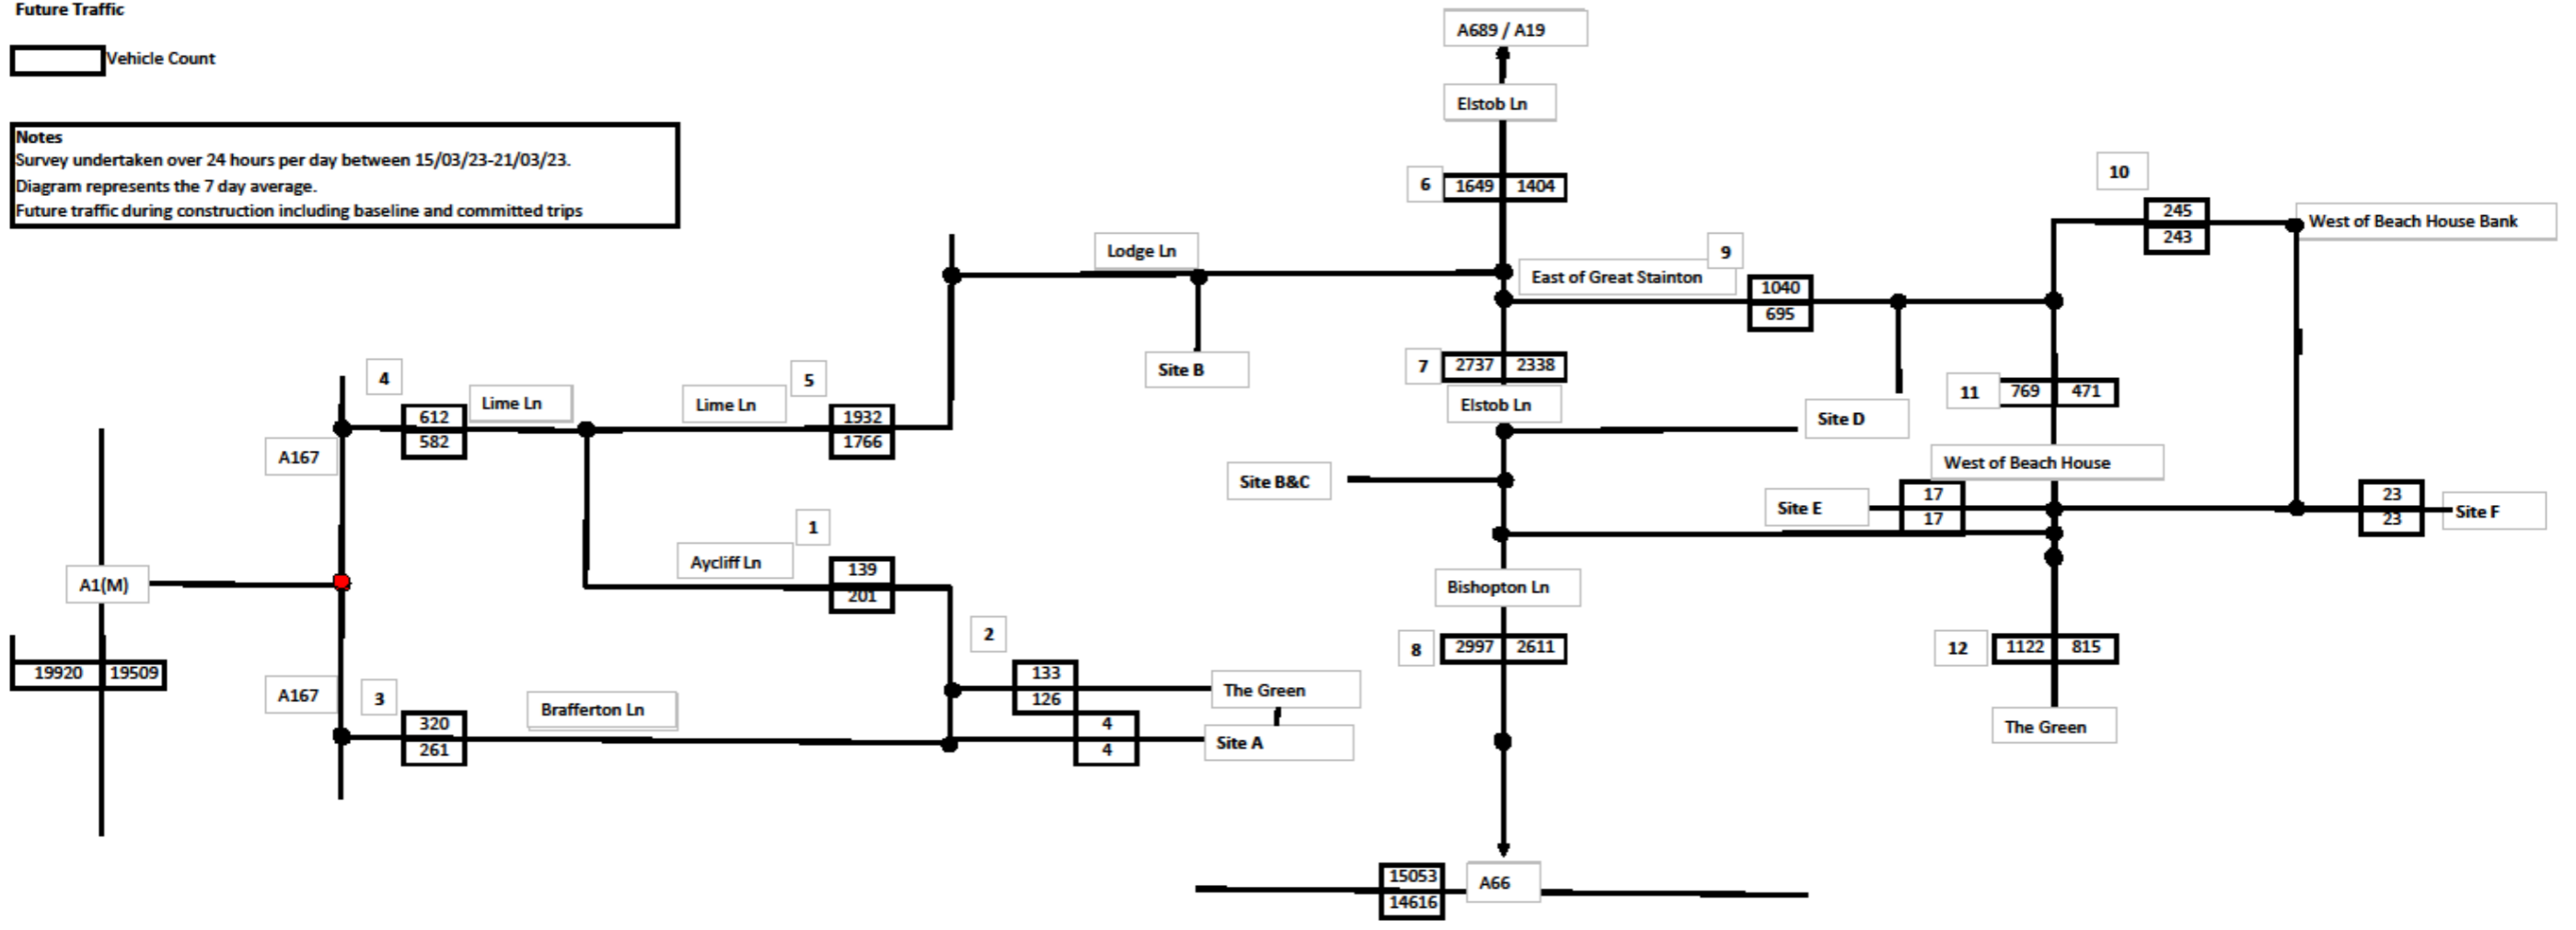 Future Traffic
Vehicle Count
Notes
Survey undertaken over 24 hours per day between 15/03/23-21/03/23.
Diagram represents the 7 day average.
Future traffic during construction including baseline and committed trips
A689 / A19
Elstob Ln
6
1649 1404
10
245
243
West of Beach House Bank
Lodge Ln
9
East of Great Stainton
1040
695
Site B
7
2737 2338
Elstob Ln
4
612
582
Lime Ln
Lime Ln
5
1932
1766
11
769 471
Site D
A167
West of Beach House
Site B&C
Site E
17
17
23
23
Site F
1
Aycliff Ln
139
201
A1(M)
Bishopton Ln
2
8
2997 2611
12
1122 815
19920 19509
133
126
The Green
A167
3
320
261
Brafferton Ln
4
4
Site A
The Green
15053
14616
A66